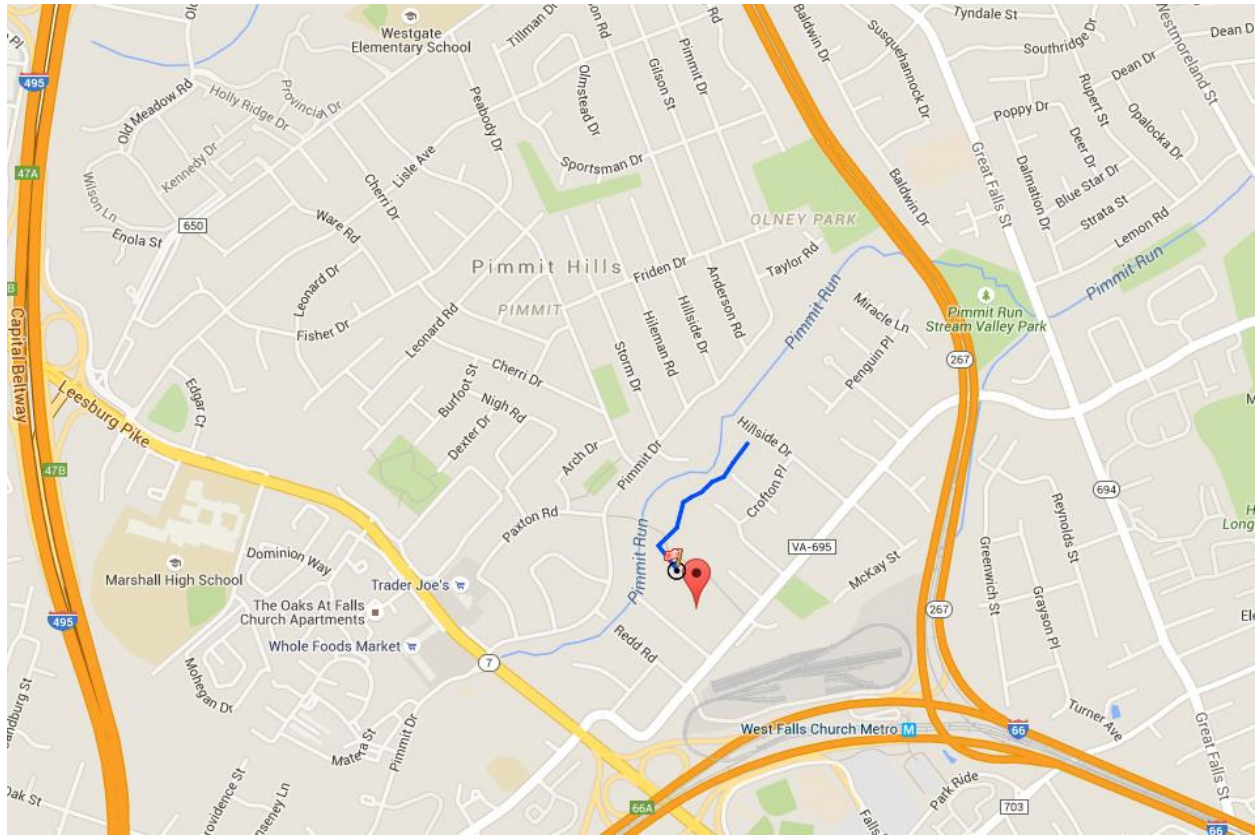 Westgate
Elementary School
Tillman Dr
Olmstead Dr
Gilson St
Pimmit Dr
Baldwin Dr
Susquehannock Dr
Tyndale St
Southridge Dr
Westmoreland St
Dean Dr
Dean Dr
495
Old Meadow Rd
Holly Ridge Dr
Provincial Dr
Peabody Dr
Poppy Dr
Rupert St
Opalocka Dr
47A
Kennedy Dr
Lisle Ave
Sportsman Dr
Great Falls St
Deer Dr
Dalmation Dr
Blue Star Dr
Wilson Ln
Cherri Dr
Baldwin Dr
Strata St
Lemon Rd
650
Enola St
Ware Rd
OLNEY PARK
Taylor Rd
Pimmit Hills
Friden Dr
Pimmit Run
Leonard Dr
PIMMIT
Anderson Rd
Pimmit Run
Miracle Ln
Pimmit Run
Stream Valley Park
Capital Beltway
Fisher Dr
Leonard Rd
Hillside Dr
Hileman Rd
Storm Dr
Penguin Pl
267
Cherri Dr
Leesburg Pike
Edgar Ct
Burfoot St
Nigh Rd
Dexter Dr
Hillside Dr
Arch Dr
Pimmit Dr
47B
Crofton Pl
694
Paxton Rd
Reynolds St
VA-695
Pimmit Run
Dominion Way
Marshall High School
Trader Joe's
McKay St
Greenwich St
Grayson Pl
The Oaks At Falls
Church Apartments
267
495
Whole Foods Market
Redd Rd
7
Mohegan Dr
Turner Ave
West Falls Church Metro
M
66
Matera St
Pimmit Dr
Great Falls St
Oak St
Providence St
Park Ride
66A
703
66